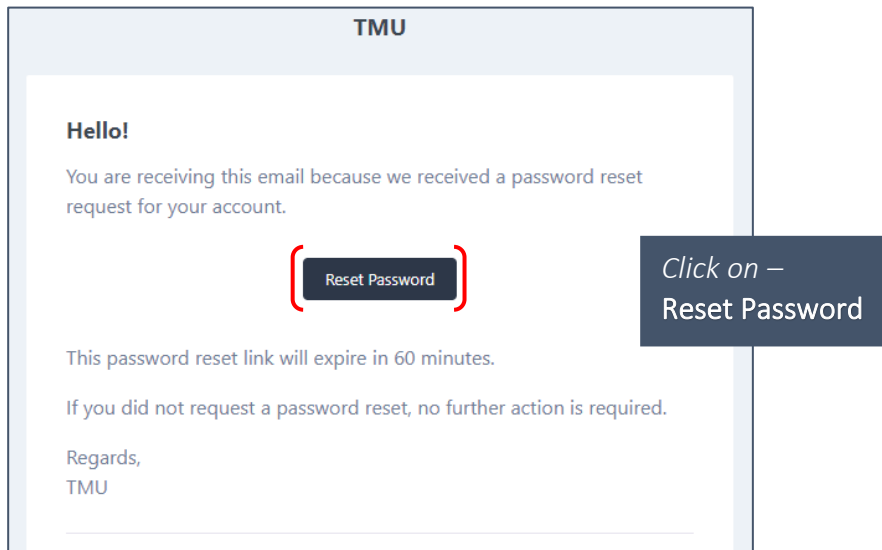 TMU
Hello!
You are receiving this email because we received a password reset
request for your account.
Reset Password
Click on –
Reset Password
This password reset link will expire in 60 minutes.
If you did not request a password reset, no further action is required.
Regards,
TMU